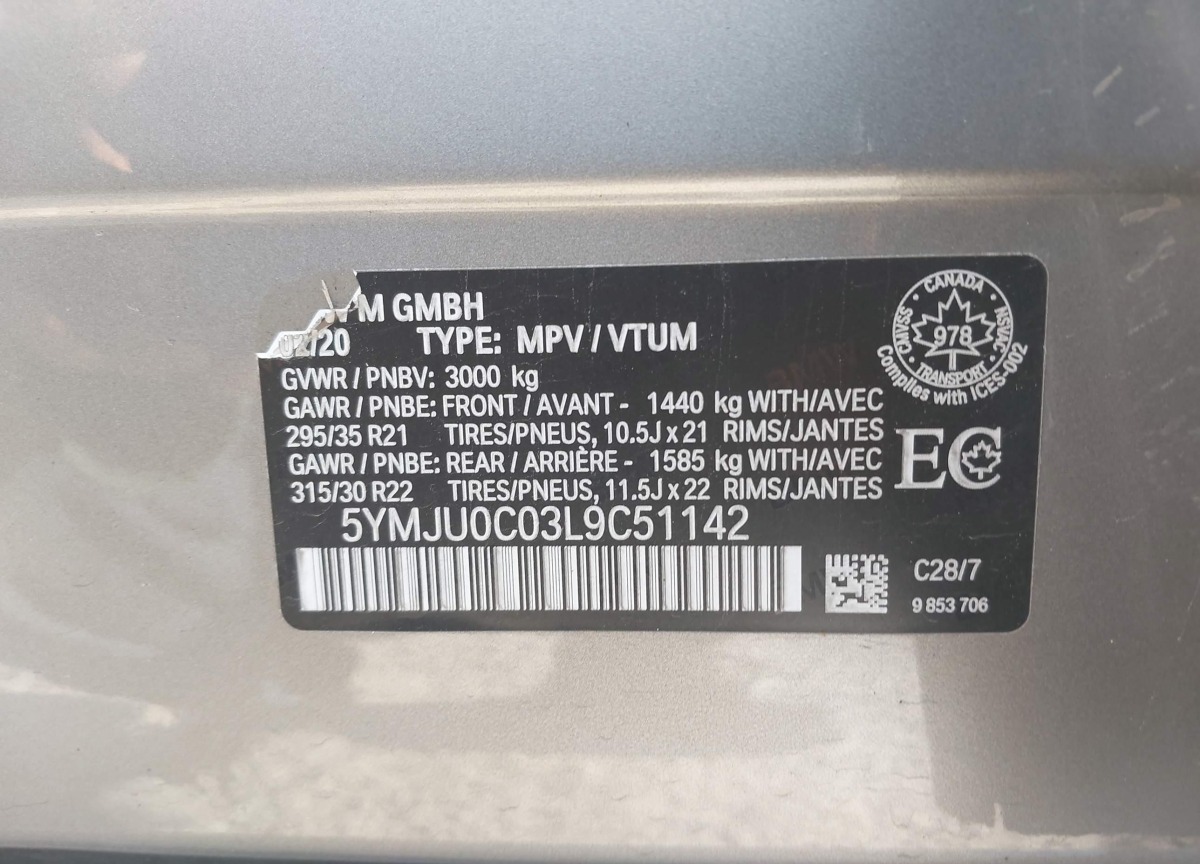 M GMBH
02/20 TYPE: MPV / VTUM
GVWR / PNBV: 3000 kg
GAWR / PNBE: FRONT / AVANT - 1440 kg WITH/AVEC
295/35 R21 TIRES/PNEUS, 10.5J x 21 RIMS/JANTES
GAWR / PNBE: REAR / ARRIÈRE - 1585 kg WITH/AVEC
315/30 R22 TIRES/PNEUS, 11.5J x 22 RIMS/JANTES
5YMJU0C03L9C51142
CANADA
CMVSS
NSVAC
978
TRANSPORT
Complies with ICES-002
EC
C28/7
9 853 706